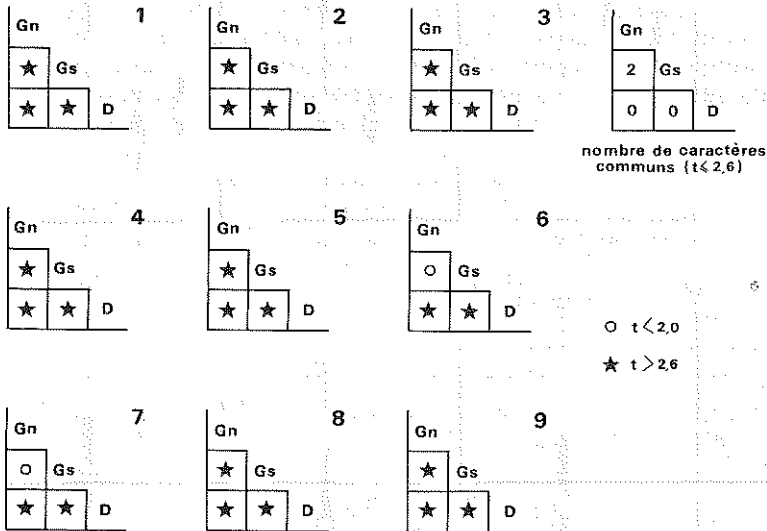 1
Gn
★ Gs
★ ★ D
2
Gn
★ Gs
★ ★ D
3
Gn
★ Gs
★ ★ D
Gn
2 Gs
0 0 D
nombre de caractères
communs (t⩽2,6)
4
Gn
★ Gs
★ ★ D
5
Gn
★ Gs
★ ★ D
6
Gn
○ Gs
★ ★ D
○ t<2,0
★ t>2,6
7
Gn
○ Gs
★ ★ D
8
Gn
★ Gs
★ ★ D
9
Gn
★ Gs
★ ★ D